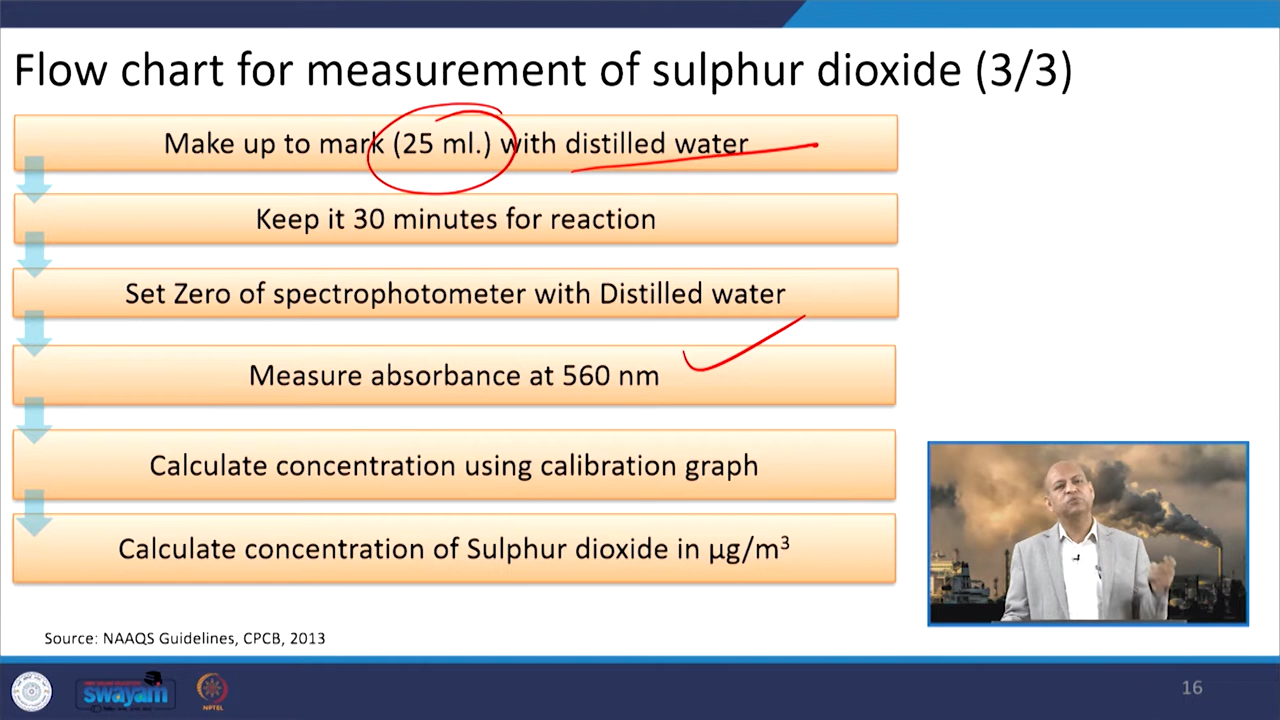 Flow chart for measurement of sulphur dioxide (3/3)
Make up to mark (25 ml.) with distilled water
Keep it 30 minutes for reaction
Set Zero of spectrophotometer with Distilled water
Measure absorbance at 560 nm
Calculate concentration using calibration graph
Calculate concentration of Sulphur dioxide in µg/m³
Source: NAAQS Guidelines, CPCB, 2013
swayam
NPTEL
16